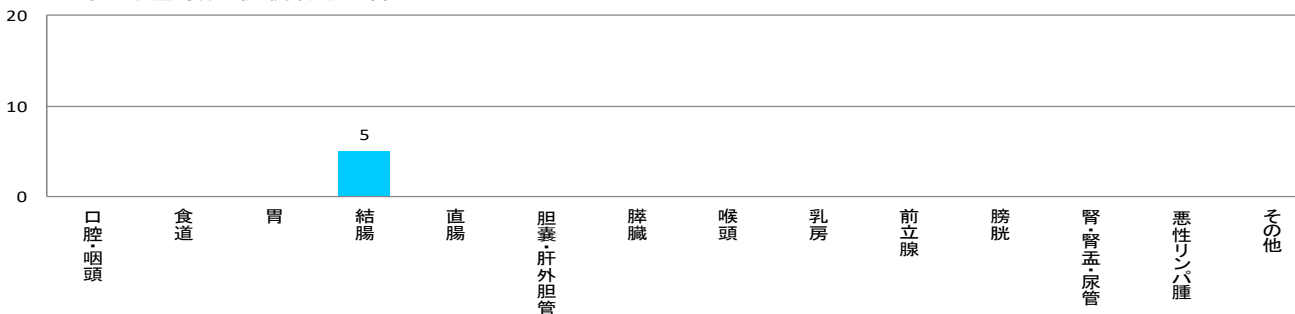 20
10
5
0
口腔・咽頭
食道
胃
結腸
直腸
胆嚢・肝外胆管
膵臓
喉頭
乳房
前立腺
膀胱
腎・腎盂・尿管
悪性リンパ腫
その他